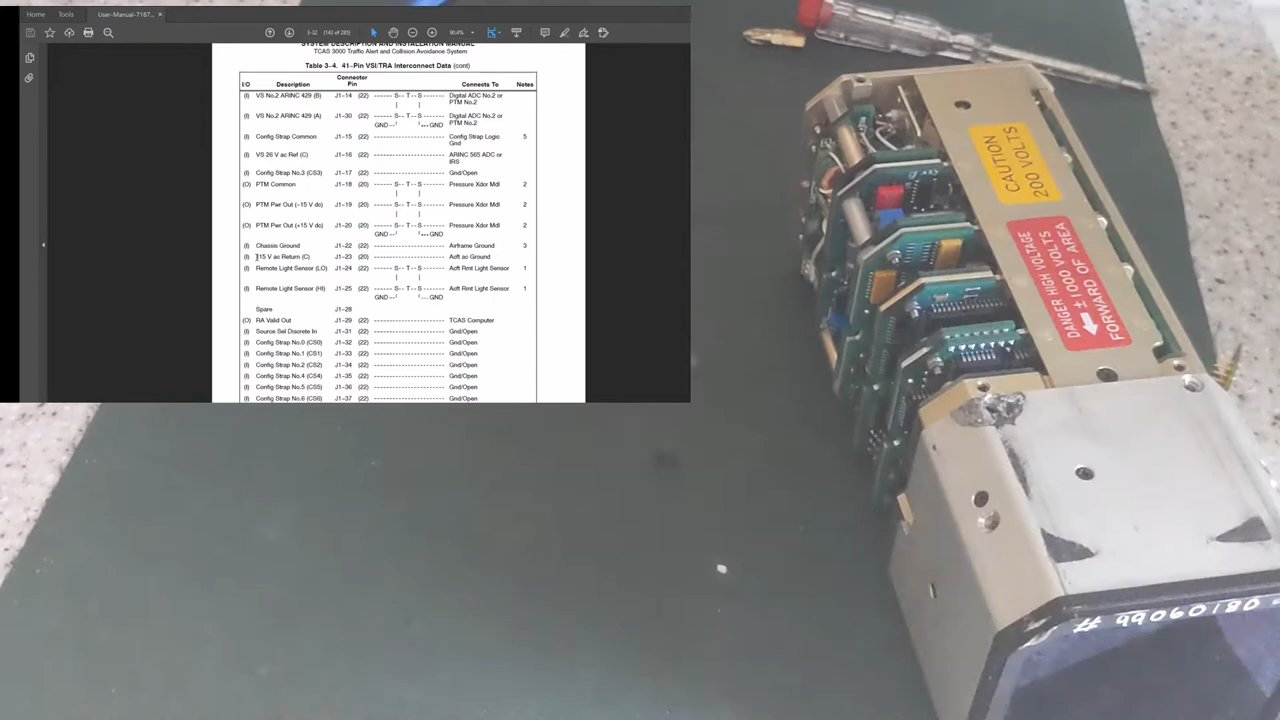 Home Tools User-Manual-7187... ×
3-32 (143 of 285) 90.4%
SYSTEM DESCRIPTION AND INSTALLATION MANUAL
TCAS 3000 Traffic Alert and Collision Avoidance System
Table 3-4. 41-Pin VSI/TRA Interconnect Data (cont)
I/O Description Connector Pin Connects To Notes
(I) VS No.2 ARINC 429 (B) J1-14 (22) ------ S-- T-- S ------- Digital ADC No.2 or PTM No.2
(I) VS No.2 ARINC 429 (A) J1-30 (22) ------ S-- T-- S ------- Digital ADC No.2 or PTM No.2
GND --- GND
(I) Config Strap Common J1-15 (22) Config Strap Logic Gnd 5
(I) VS 26 V ac Ref (C) J1-16 (22) ARINC 565 ADC or IRS
(I) Config Strap No.3 (CS3) J1-17 (22) Gnd/Open
(O) PTM Common J1-18 (20) ------ S-- T-- S ------- Pressure Xdcr Mdl 2
(O) PTM Pwr Out (-15 V dc) J1-19 (20) ------ S-- T-- S ------- Pressure Xdcr Mdl 2
(O) PTM Pwr Out (+15 V dc) J1-20 (22) ------ S-- T-- S ------- Pressure Xdcr Mdl 2
GND --- GND
(I) Chassis Ground J1-22 (22) Airframe Ground 3
(I) 115 V ac Return (C) J1-23 (20) Acft ac Ground
(I) Remote Light Sensor (LO) J1-24 (22) ------ S-- T-- S ------- Acft Rmt Light Sensor 1
(I) Remote Light Sensor (HI) J1-25 (22) ------ S-- T-- S ------- Acft Rmt Light Sensor 1
GND --- GND
Spare J1-28
(O) RA Valid Out J1-29 (22) TCAS Computer
(I) Source Sel Discrete In J1-31 (22) Gnd/Open
(I) Config Strap No.0 (CS0) J1-32 (22) Gnd/Open
(I) Config Strap No.1 (CS1) J1-33 (22) Gnd/Open
(I) Config Strap No.2 (CS2) J1-34 (22) Gnd/Open
(I) Config Strap No.4 (CS4) J1-35 (22) Gnd/Open
(I) Config Strap No.5 (CS5) J1-36 (22) Gnd/Open
(I) Config Strap No.6 (CS6) J1-37 (22) Gnd/Open
CAUTION
200 VOLTS
DANGER HIGH VOLTAGE
±1000 VOLTS
FORWARD OF AREA
# 99060180